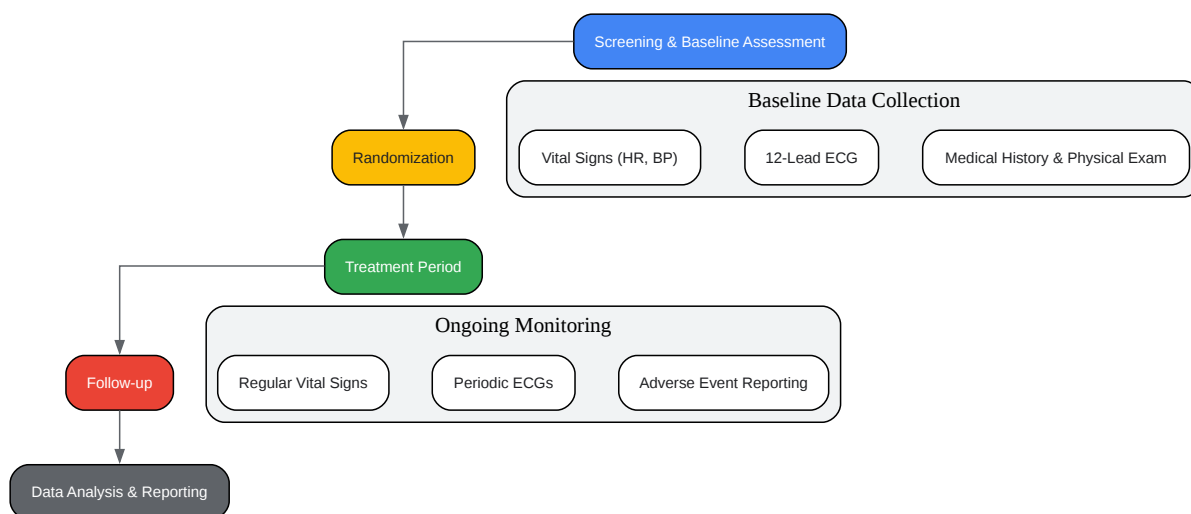 Screening & Baseline Assessment
Baseline Data Collection
Vital Signs (HR, BP)
12-Lead ECG
Medical History & Physical Exam
Randomization
Treatment Period
Ongoing Monitoring
Regular Vital Signs
Periodic ECGs
Adverse Event Reporting
Follow-up
Data Analysis & Reporting